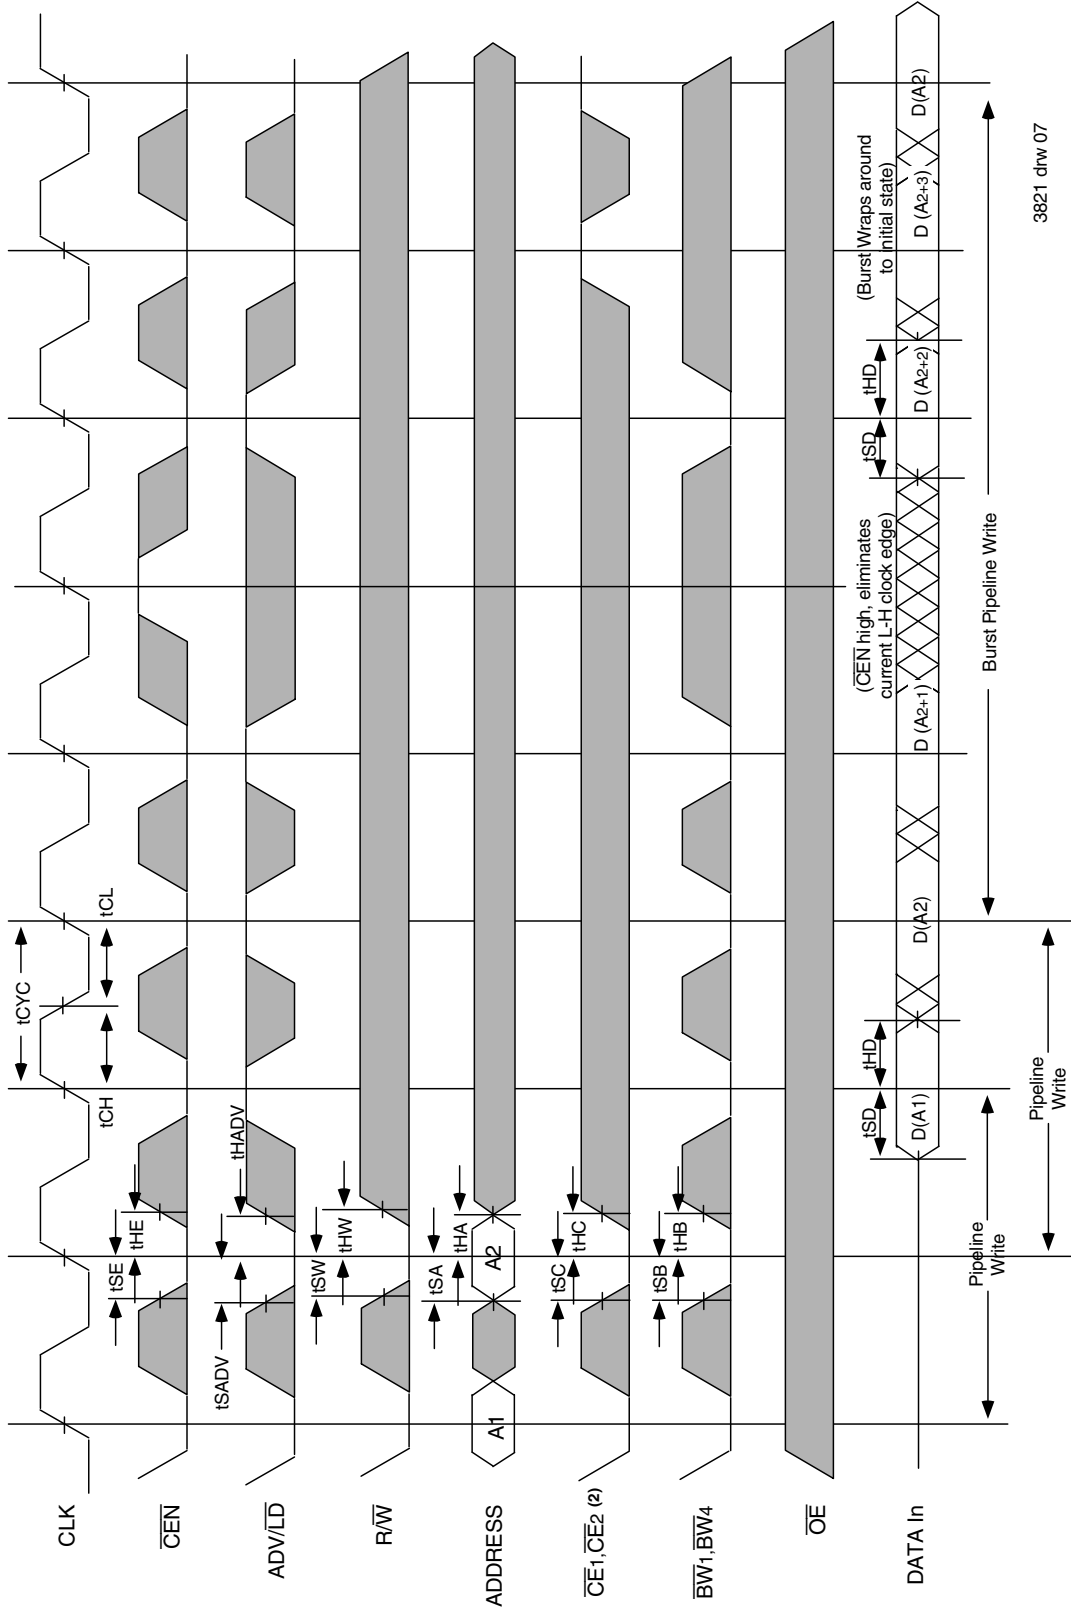 CLK
tCYC
tCH
tCL
CEN
tSE
tHE
ADV/LD
tSADV
tHADV
R/W
tSW
tHW
ADDRESS
A1
A2
tSA
tHA
CE1,CE2 (2)
tSC
tHC
BW1,BW4
tSB
tHB
OE
DATA In
tSD
tHD
D(A1)
D(A2)
D(A2+1)
(CEN high, eliminates
current L-H clock edge)
tSD
tHD
D (A2+2)
(Burst Wraps around
to initial state)
D (A2+3)
D(A2)
Pipeline
Write
Burst Pipeline Write
Pipeline
Write
3821 drw 07